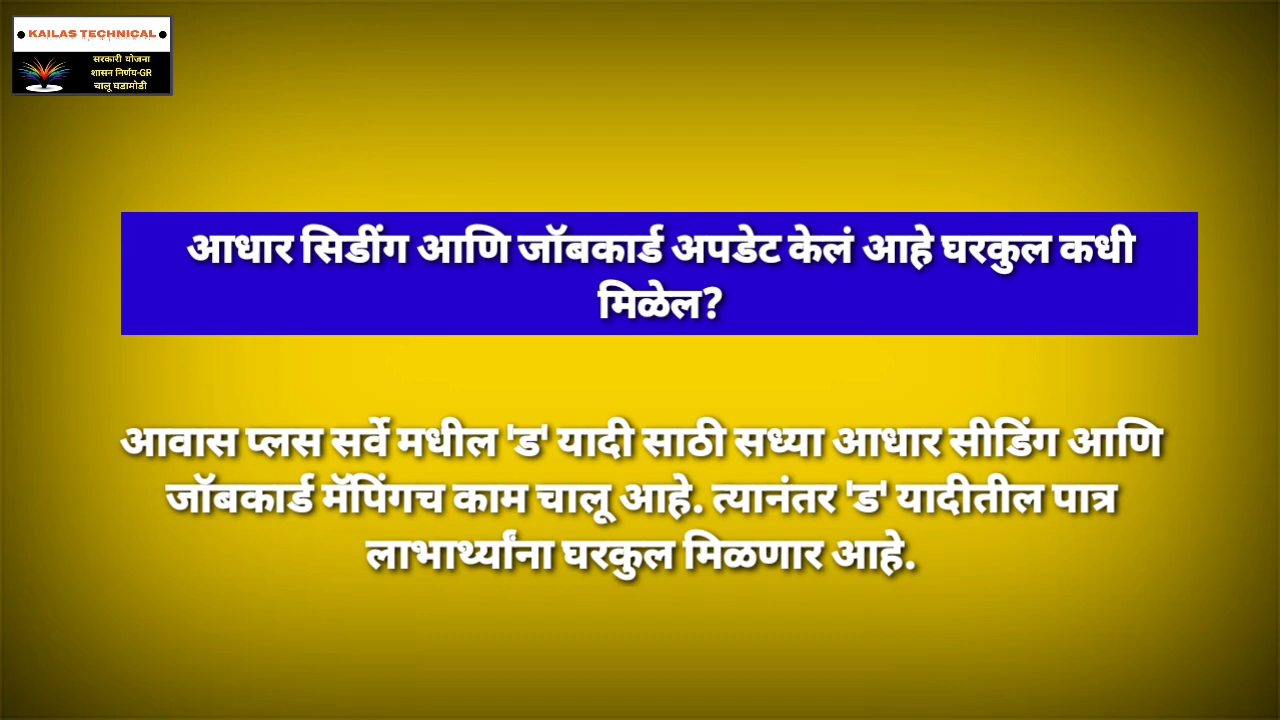 KAILAS TECHNICAL
सरकारी योजना
शासन निर्णय-GR
चालू घडामोडी
आधार सिडींग आणि जॉबकार्ड अपडेट केलं आहे घरकुल कधी
मिळेल?
आवास प्लस सर्वे मधील 'ड' यादी साठी सध्या आधार सीडिंग आणि
जॉबकार्ड मॅपिंगच काम चालू आहे. त्यानंतर 'ड' यादीतील पात्र
लाभार्थ्यांना घरकुल मिळणार आहे.